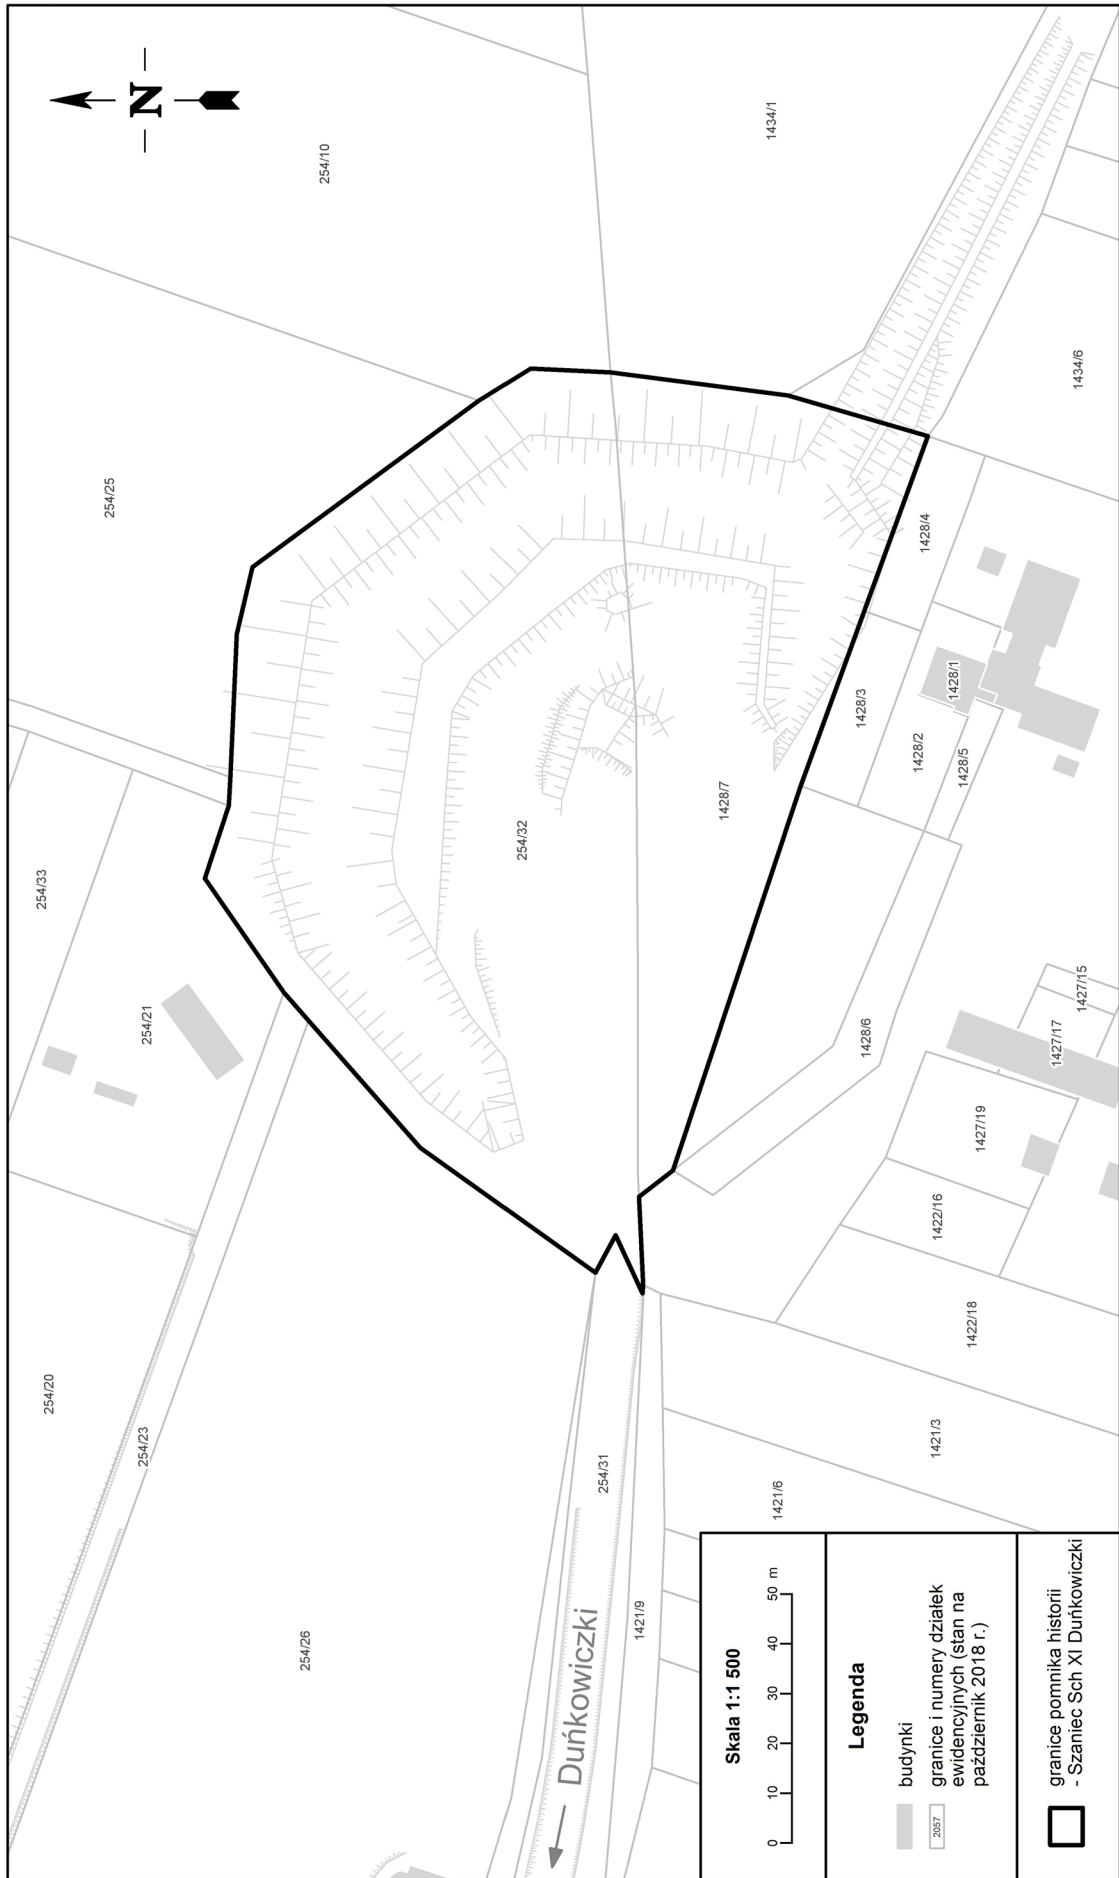 N
254/10
1434/1
254/25
1434/6
254/33
254/32
1428/7
1428/4
1428/3
1428/1
1428/2
1428/5
254/21
1428/6
1427/15
1427/17
1427/19
1422/16
1422/18
254/20
254/23
254/31
1421/3
1421/6
1421/9
254/26
Duńkowiczki
Skala 1:1 500
0 10 20 30 40 50 m
Legenda
budynki
2057
granice i numery działek
ewidencyjnych (stan na
październik 2018 r.)
granice pomnika historii
- Szaniec Sch XI Duńkowiczki